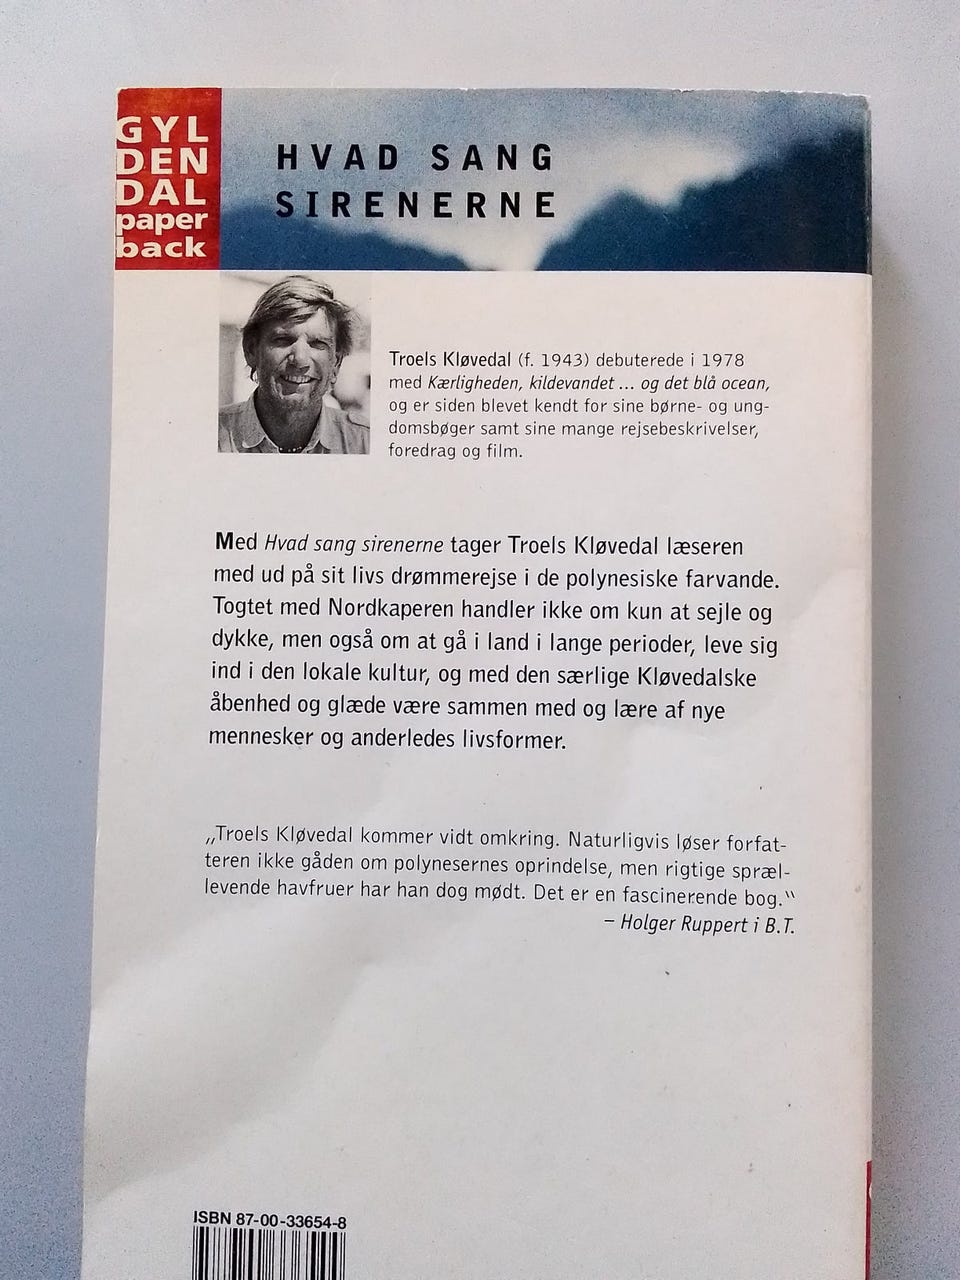 GYL
DEN
DAL
paper
back
HVAD SANG
SIRENERNE
Troels Kløvedal (f. 1943) debuterede i 1978
med Kærligheden, kildevandet ... og det blå ocean,
og er siden blevet kendt for sine børne- og ung-
domsbøger samt sine mange rejsebeskrivelser,
foredrag og film.
Med Hvad sang sirenerne tager Troels Kløvedal læseren
med ud på sit livs drømmerejse i de polynesiske farvande.
Togtet med Nordkaperen handler ikke om kun at sejle og
dykke, men også om at gå i land i lange perioder, leve sig
ind i den lokale kultur, og med den særlige Kløvedalske
åbenhed og glæde være sammen med og lære af nye
mennesker og anderledes livsformer.
„Troels Kløvedal kommer vidt omkring. Naturligvis løser forfat-
teren ikke gåden om polynesernes oprindelse, men rigtige spræl-
levende havfruer har han dog mødt. Det er en fascinerende bog."
– Holger Ruppert i B.T.
ISBN 87-00-33654-8